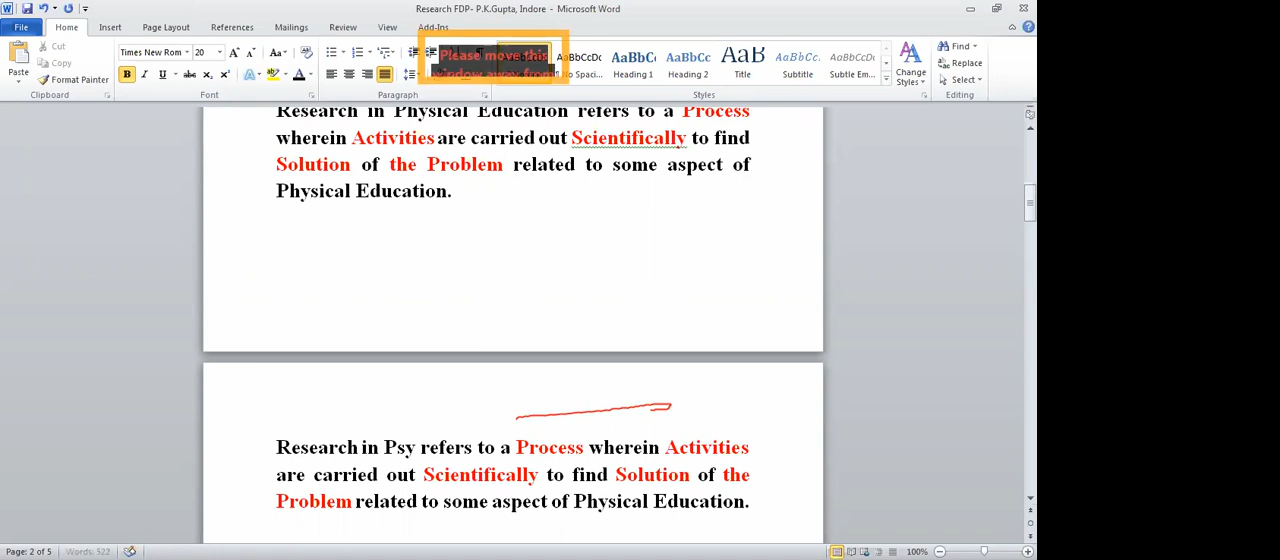 Research FDP- P.K.Gupta, Indore - Microsoft Word
File Home Insert Page Layout References Mailings Review View Add-Ins
Paste
Cut
Copy
Format Painter
Clipboard
Times New Rom 20
Font
Please move this
window away from
Paragraph
AaBbCcDc AaBbC AaBbCc AaB AaBbCc AaBbCcDc
No Spaci... Heading 1 Heading 2 Title Subtitle Subtle Em...
Change Styles
Styles
Find
Replace
Select
Editing
Research in Physical Education refers to a Process
wherein Activities are carried out Scientifically to find
Solution of the Problem related to some aspect of
Physical Education.
Research in Psy refers to a Process wherein Activities
are carried out Scientifically to find Solution of the
Problem related to some aspect of Physical Education.
Page: 2 of 5 Words: 522 100%